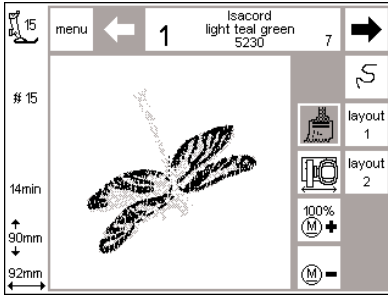 15
menu
1
Isacord
light teal green
5230
7
# 15
layout
1
14min
layout
2
90mm
100%
M +
92mm
M -